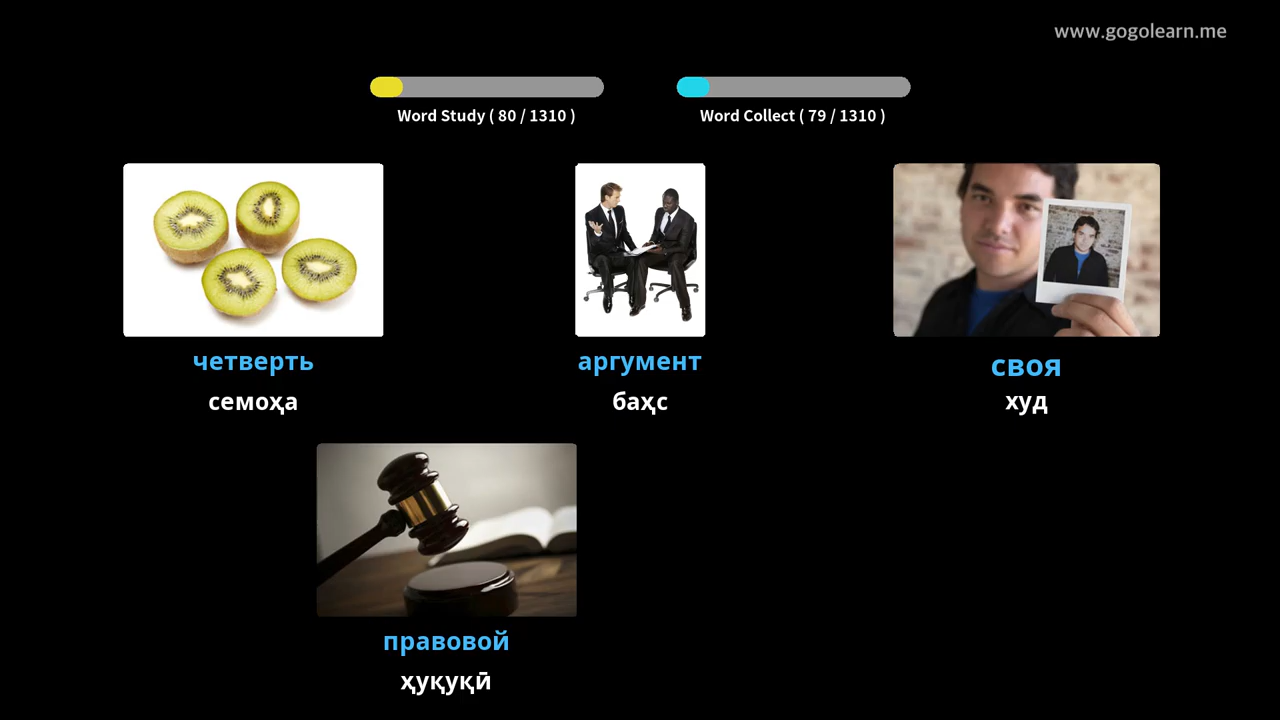 www.gogolearn.me
Word Study ( 80 / 1310 )
Word Collect ( 79 / 1310 )
четверть
семоҳа
аргумент
баҳс
своя
худ
правовой
ҳуқуқӣ